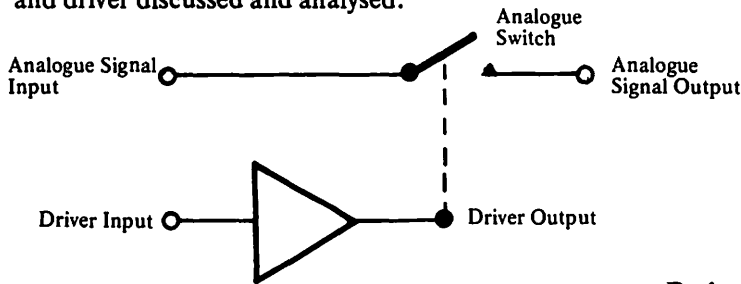 and driver discussed and analysed.
Analogue
Switch
Analogue Signal
Input
Analogue
Signal Output
Driver Input
Driver Output